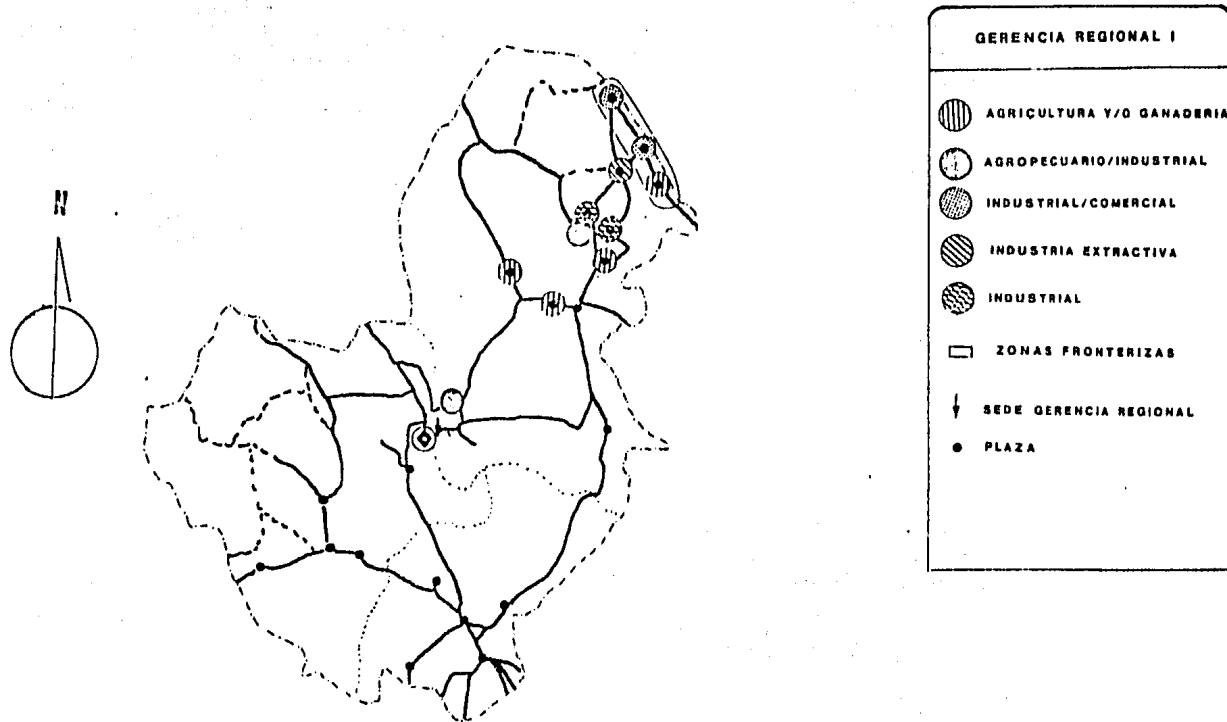 N
GERENCIA REGIONAL I
AGRICULTURA Y/O GANADERIA
AGROPECUARIO/INDUSTRIAL
INDUSTRIAL/COMERCIAL
INDUSTRIA EXTRACTIVA
INDUSTRIAL
ZONAS FRONTERIZAS
SEDE GERENCIA REGIONAL
PLAZA